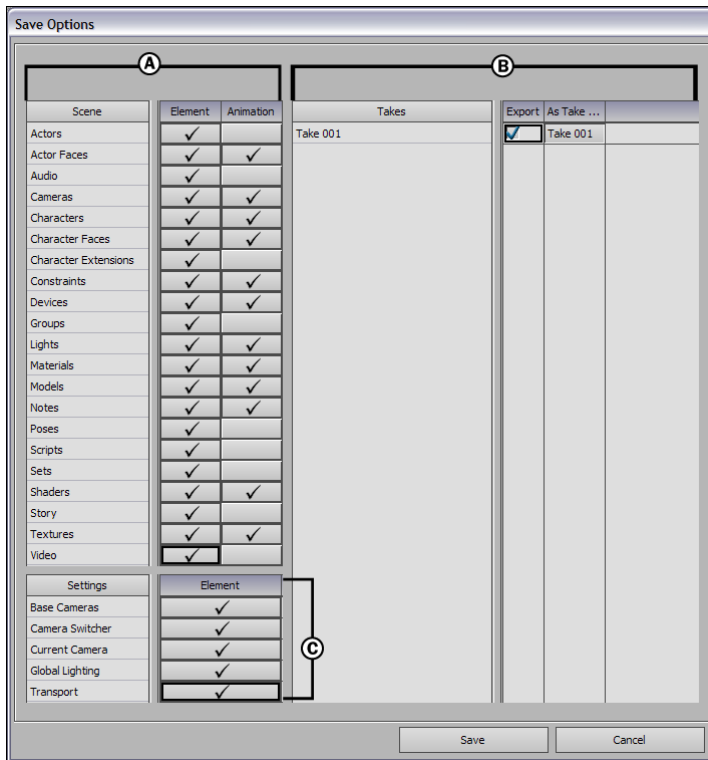 Save Options
A
B
Scene Element Animation Takes Export As Take ...
Actors Take 001 Take 001
Actor Faces
Audio
Cameras
Characters
Character Faces
Character Extensions
Constraints
Devices
Groups
Lights
Materials
Models
Notes
Poses
Scripts
Sets
Shaders
Story
Textures
Video
Settings Element
Base Cameras
Camera Switcher
Current Camera
C
Global Lighting
Transport
Save Cancel